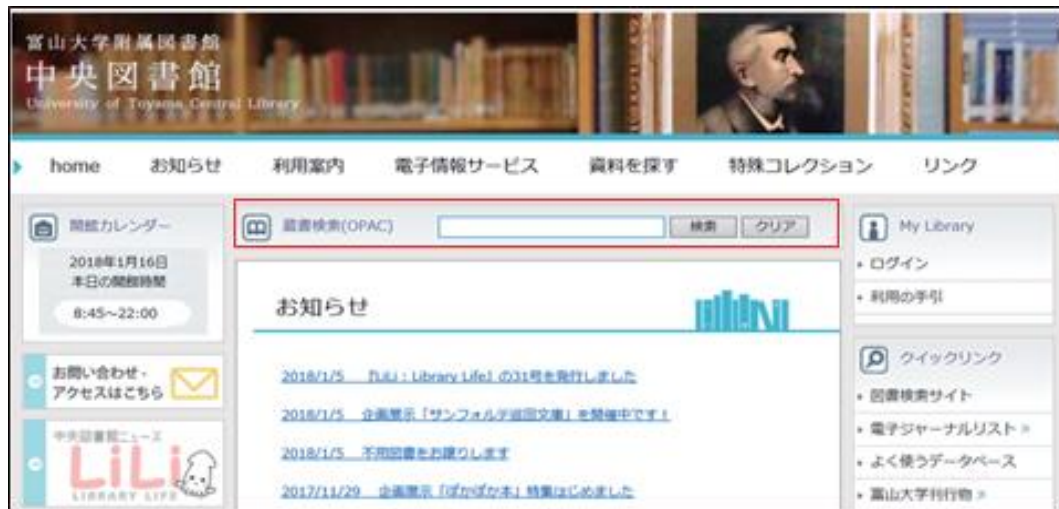 富山大学附属図書館
中央図書館
University of Toyama Central Library
home お知らせ 利用案内 電子情報サービス 資料を探す 特殊コレクション リンク
開館カレンダー
2018年1月16日
本日の開館時間
8:45~22:00
お問い合わせ・
アクセスはこちら
中央図書館ニュース
LiLi
LIBRARY LIFE
蔵書検索(OPAC) 検索 クリア
お知らせ
2018/1/5 『LiLi:Library Life』の31号を発行しました
2018/1/5 企画展示「サンフォルテ巡回文庫」を開催中です!
2018/1/5 不用図書をお譲りします
2017/11/29 企画展示「ぽかぽか本」特集はじめました
My Library
ログイン
利用の手引
クイックリンク
図書検索サイト
電子ジャーナルリスト »
よく使うデータベース
富山大学刊行物 »